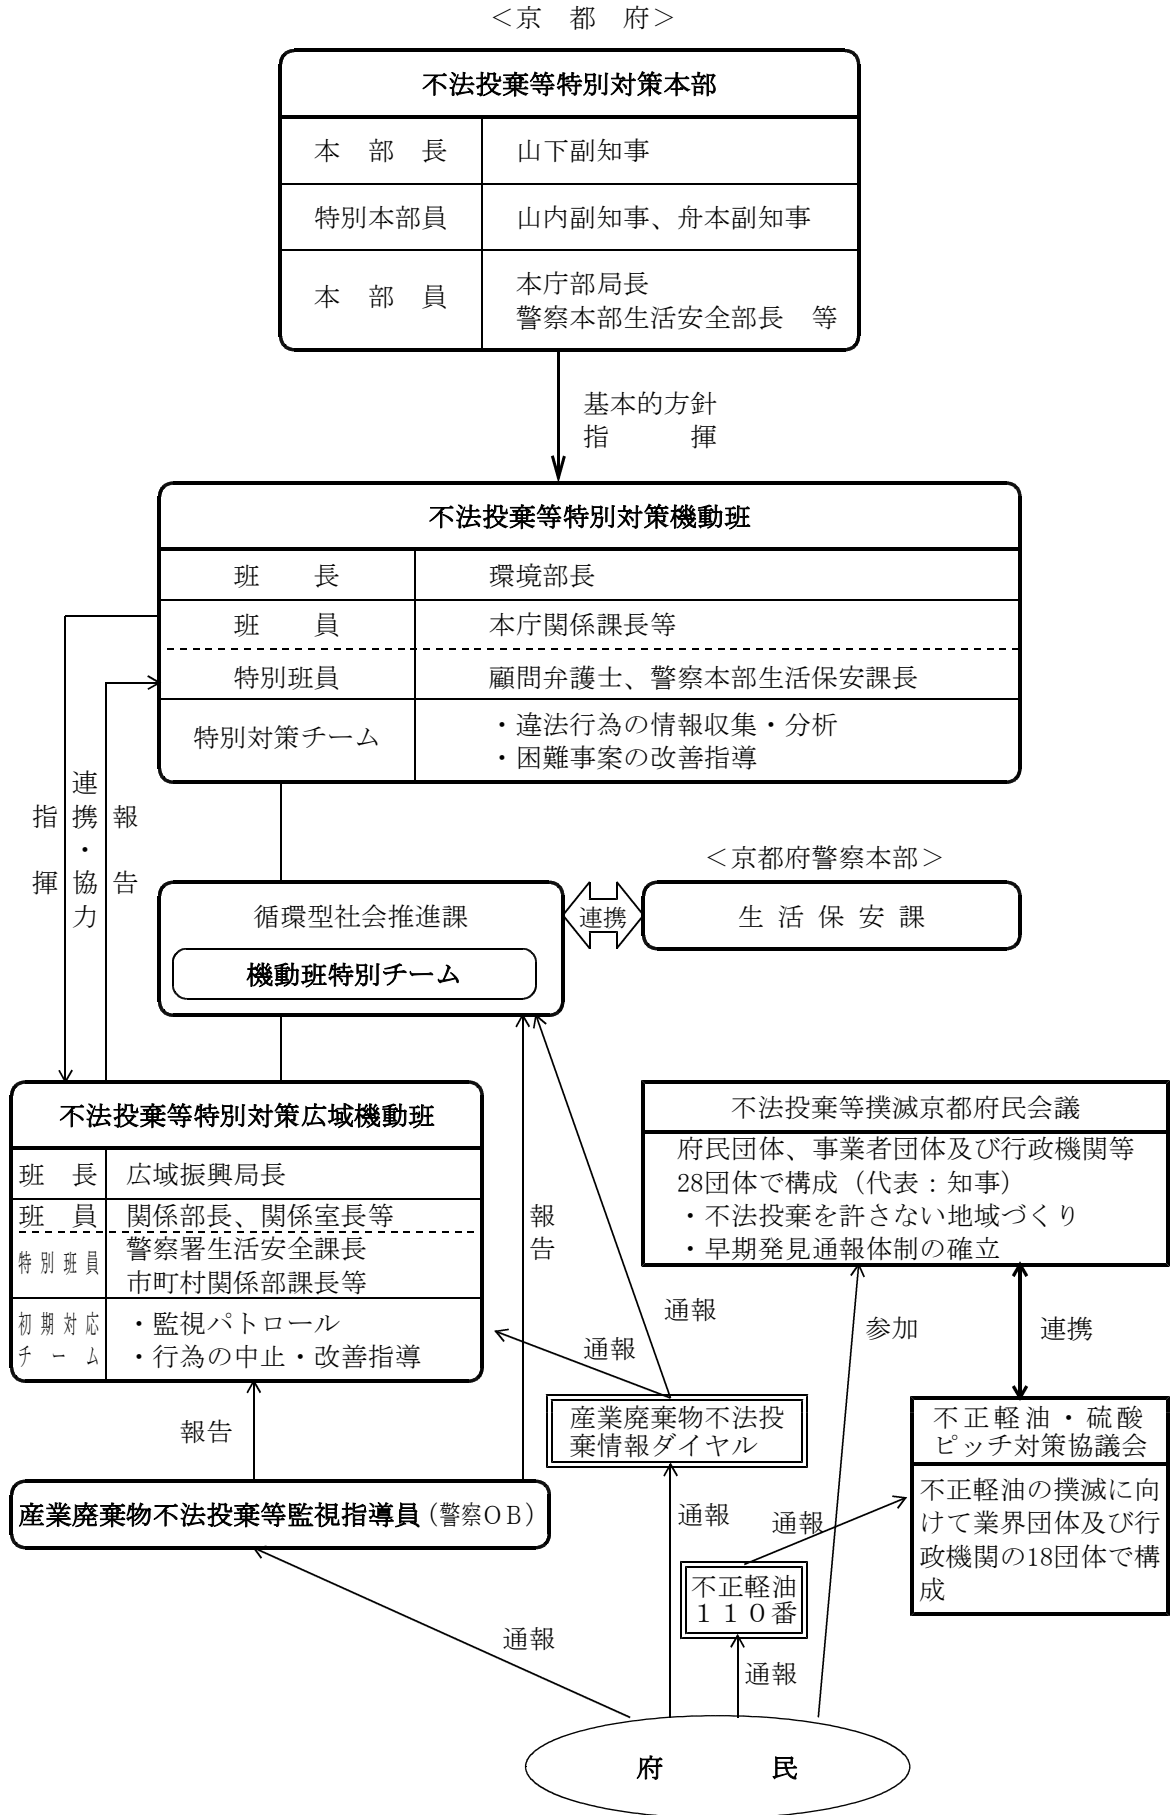 ＜京　都　府＞
不法投棄等特別対策本部
本　部　長　山下副知事
特別本部員　山内副知事、舟本副知事
本　部　員　本庁部局長
警察本部生活安全部長　等
基本的方針
指　　　揮
不法投棄等特別対策機動班
班　　長　環境部長
班　　員　本庁関係課長等
特別班員　顧問弁護士、警察本部生活保安課長
特別対策チーム　・違法行為の情報収集・分析
・困難事案の改善指導
指　揮
連携・協力
報　告
＜京都府警察本部＞
循環型社会推進課
機動班特別チーム
連携
生 活 保 安 課
不法投棄等特別対策広域機動班
班　長　広域振興局長
班　員　関係部長、関係室長等
特別班員　警察署生活安全課長
市町村関係部課長等
初期対応
チーム
・監視パトロール
・行為の中止・改善指導
報告
不法投棄等撲滅京都府民会議
府民団体、事業者団体及び行政機関等
28団体で構成（代表：知事）
・不法投棄を許さない地域づくり
・早期発見通報体制の確立
通報
通報
参加
連携
報告
産業廃棄物不法投
棄情報ダイヤル
不正軽油・硫酸
ピッチ対策協議会
不正軽油の撲滅に向
けて業界団体及び行
政機関の18団体で構
成
産業廃棄物不法投棄等監視指導員（警察ＯＢ）
通報
通報
不正軽油
１１０番
通報
通報
府　　　民